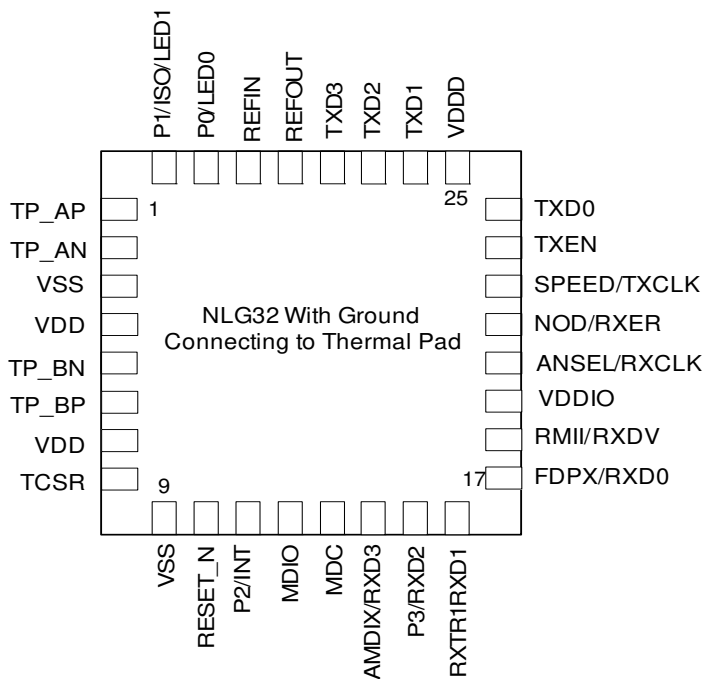 P1/ISO/LED1
P0/LED0
REFIN
REFOUT
TXD3
TXD2
TXD1
VDDD
1
25
TP_AP
TP_AN
VSS
VDD
TP_BN
TP_BP
VDD
TCSR
NLG32 With Ground
Connecting to Thermal Pad
TXD0
TXEN
SPEED/TXCLK
NOD/RXER
ANSEL/RXCLK
VDDIO
RMII/RXDV
FDPX/RXD0
9
17
VSS
RESET_N
P2/INT
MDIO
MDC
AMDIX/RXD3
P3/RXD2
RXTR1RXD1